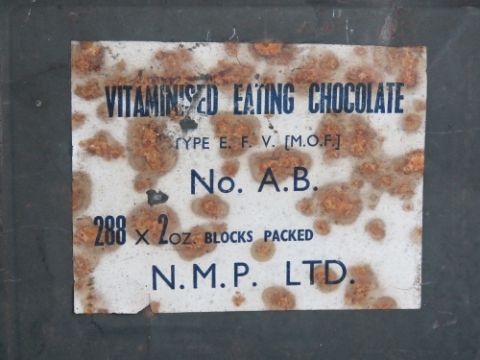 VITAMINISED EATING CHOCOLATE
TYPE E. F. V. [M.O.F.]
No. A.B.
288 X 2OZ. BLOCKS PACKED
N.M.P. LTD.